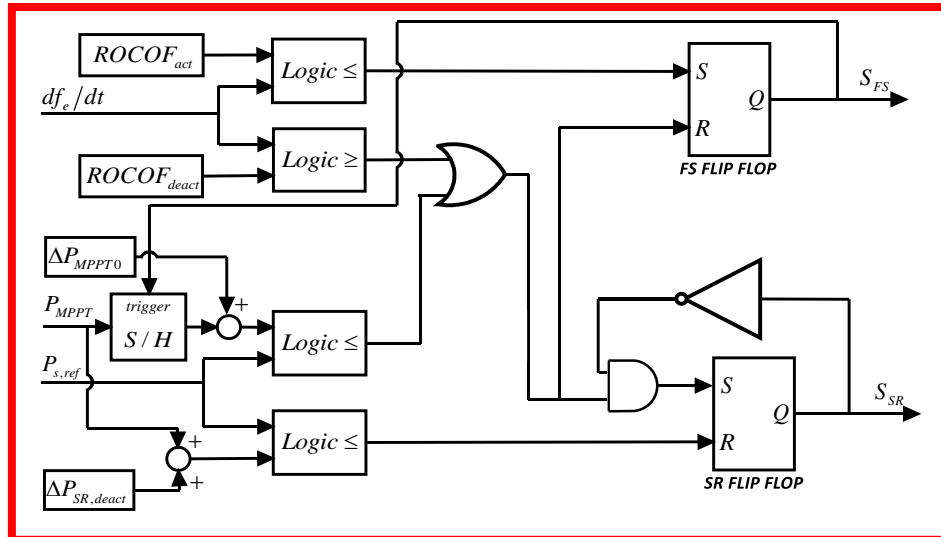 ROCOF_act
Logic ≤
S
S_FS
df_e/dt
Q
R
Logic ≥
ROCOF_deact
FS FLIP FLOP
ΔP_MPPT0
+
P_MPPT
trigger
S / H
Logic ≤
P_s,ref
S
S_SR
Q
+
Logic ≤
R
ΔP_SR,deact
+
SR FLIP FLOP